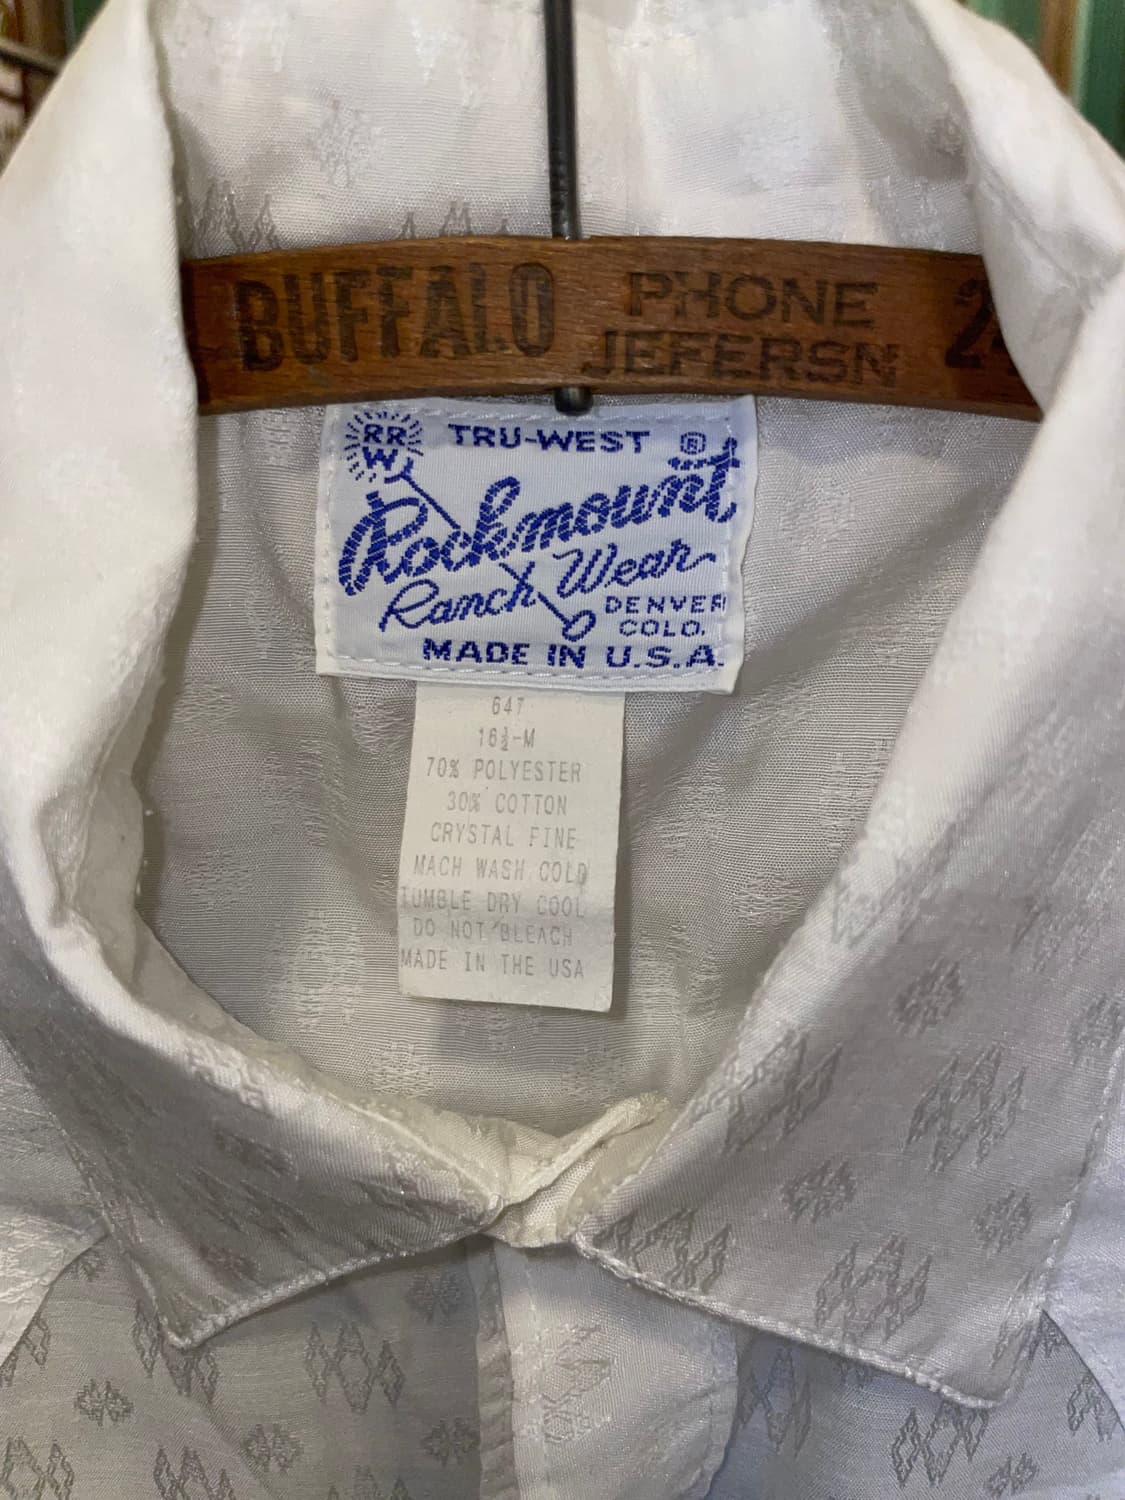 BUFFALO PHONE
JEFERSN
RR
W
TRU-WEST ®
Rockmount
Ranch Wear
DENVER
COLO.
MADE IN U.S.A.
647
16½-M
70% POLYESTER
30% COTTON
CRYSTAL FINE
MACH WASH COLD
TUMBLE DRY COOL
DO NOT BLEACH
MADE IN THE USA